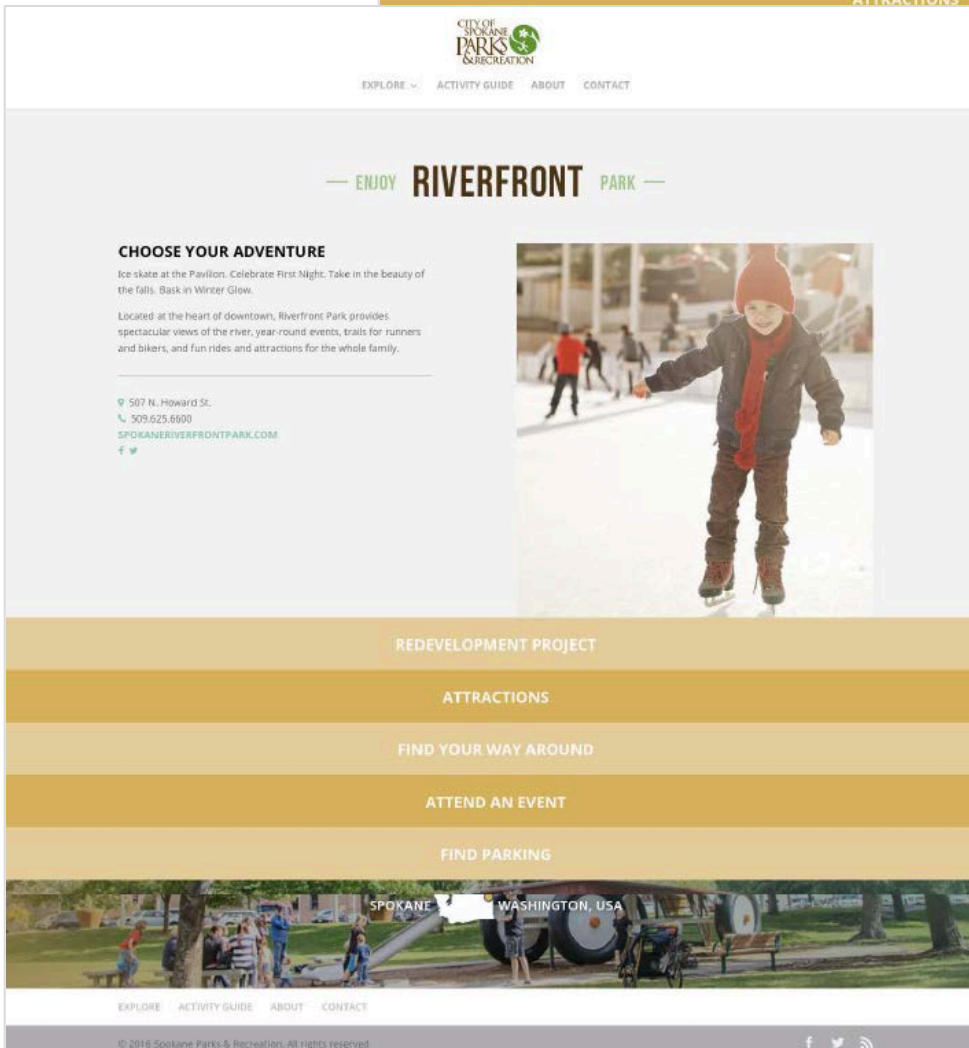 ATTRACTIONS
CITY OF
SPOKANE
PARKS
& RECREATION
EXPLORE ACTIVITY GUIDE ABOUT CONTACT
— ENJOY RIVERFRONT PARK —
CHOOSE YOUR ADVENTURE
Ice skate at the Pavilion. Celebrate First Night. Take in the beauty of
the falls. Bask in Winter Glow.
Located at the heart of downtown, Riverfront Park provides
spectacular views of the river, year-round events, trails for runners
and bikers, and fun rides and attractions for the whole family.
507 N. Howard St.
509.625.6600
SPOKANERIVERFRONTPARK.COM
REDEVELOPMENT PROJECT
ATTRACTIONS
FIND YOUR WAY AROUND
ATTEND AN EVENT
FIND PARKING
SPOKANE WASHINGTON, USA
EXPLORE ACTIVITY GUIDE ABOUT CONTACT
© 2016 Spokane Parks & Recreation. All rights reserved